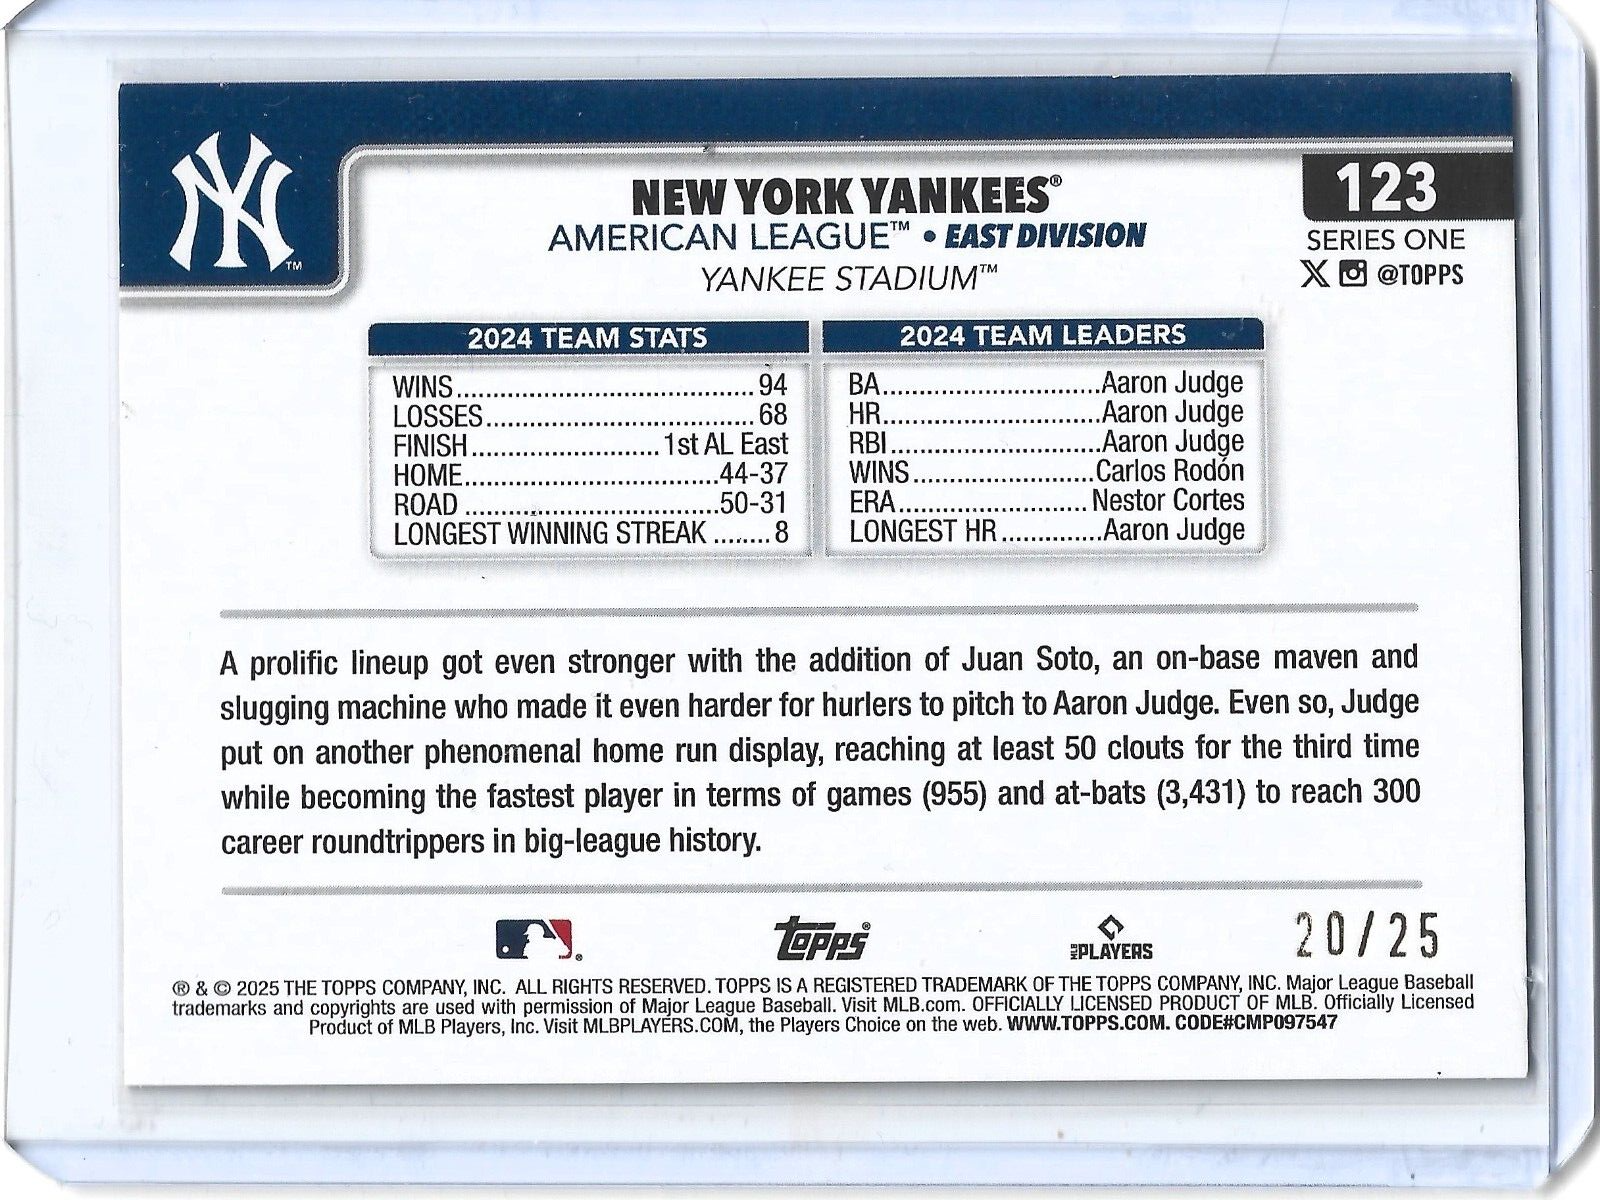 NY™
NEW YORK YANKEES®
123
AMERICAN LEAGUE™ • EAST DIVISION
SERIES ONE
YANKEE STADIUM™
X @TOPPS
2024 TEAM STATS
WINS.......................................94
LOSSES...................................68
FINISH.........................1st AL East
HOME.................................44-37
ROAD .................................50-31
LONGEST WINNING STREAK ........8
2024 TEAM LEADERS
BA............................Aaron Judge
HR............................Aaron Judge
RBI...........................Aaron Judge
WINS.......................Carlos Rodón
ERA.......................Nestor Cortes
LONGEST HR.............Aaron Judge
A prolific lineup got even stronger with the addition of Juan Soto, an on-base maven and
slugging machine who made it even harder for hurlers to pitch to Aaron Judge. Even so, Judge
put on another phenomenal home run display, reaching at least 50 clouts for the third time
while becoming the fastest player in terms of games (955) and at-bats (3,431) to reach 300
career roundtrippers in big-league history.
topps®
MLB PLAYERS
20/25
® & © 2025 THE TOPPS COMPANY, INC. ALL RIGHTS RESERVED. TOPPS IS A REGISTERED TRADEMARK OF THE TOPPS COMPANY, INC. Major League Baseball
trademarks and copyrights are used with permission of Major League Baseball. Visit MLB.com. OFFICIALLY LICENSED PRODUCT OF MLB. Officially Licensed
Product of MLB Players, Inc. Visit MLBPLAYERS.COM, the Players Choice on the web. WWW.TOPPS.COM. CODE#CMP097547